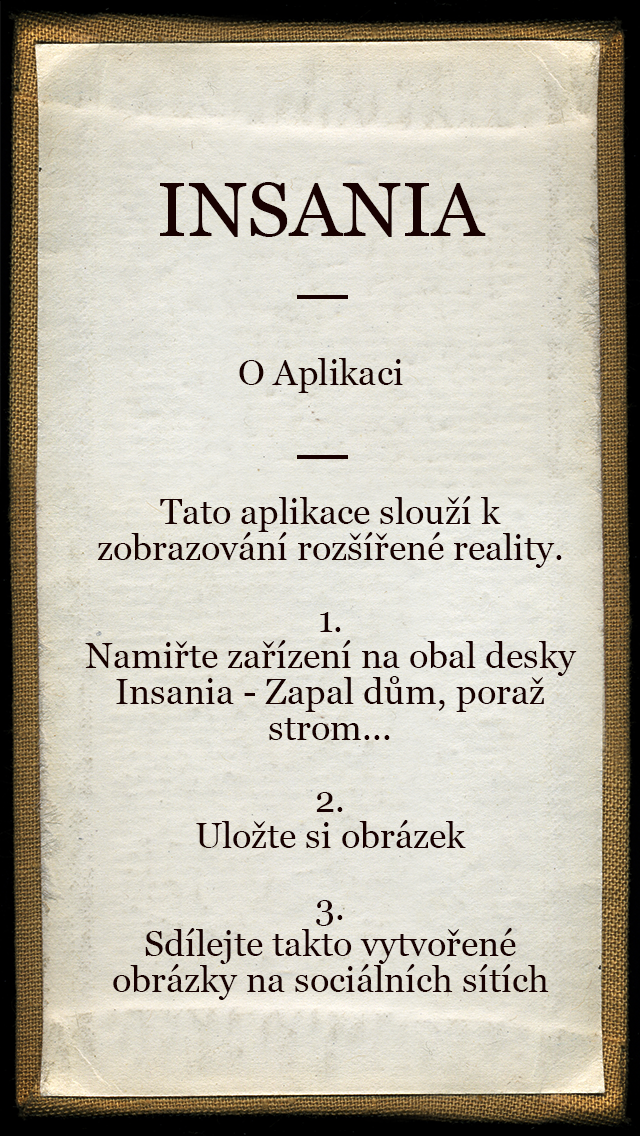 INSANIA
O Aplikaci
Tato aplikace slouží k
zobrazování rozšířené reality.
1.
Namiřte zařízení na obal desky
Insania - Zapal dům, poraž
strom...
2.
Uložte si obrázek
3.
Sdílejte takto vytvořené
obrázky na sociálních sítích